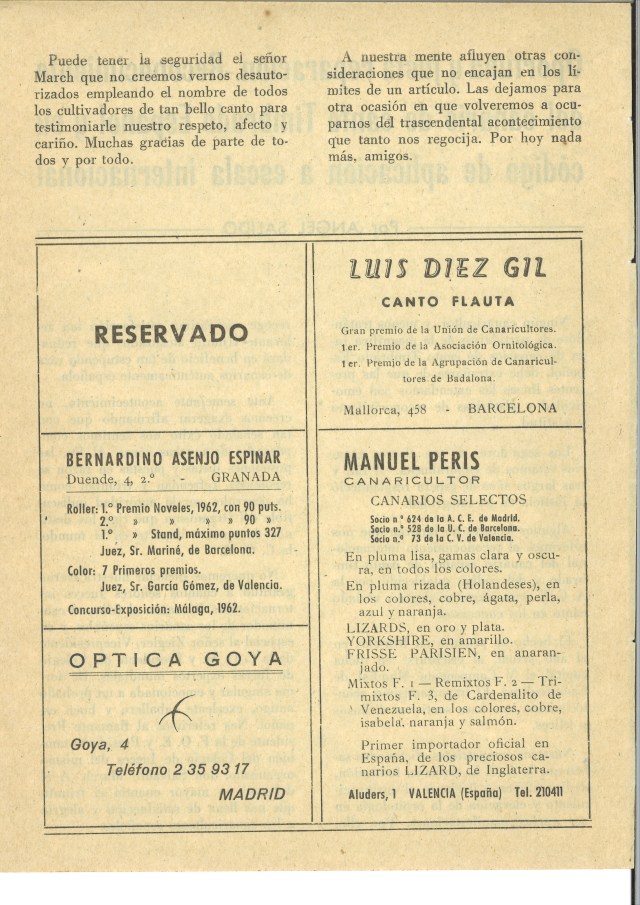 Puede tener la seguridad el señor
March que no creemos vernos desauto-
rizados empleando el nombre de todos
los cultivadores de tan bello canto para
testimoniarle nuestro respeto, afecto y
cariño. Muchas gracias de parte de to-
dos y por todo.
A nuestra mente afluyen otras con-
sideraciones que no encajan en los lí-
mites de un artículo. Las dejamos para
otra ocasión en que volveremos a ocu-
parnos del trascendental acontecimiento
que tanto nos regocija. Por hoy nada
más, amigos.
RESERVADO
BERNARDINO ASENJO ESPINAR
Duende, 4, 2.º - GRANADA
Roller: 1.º Premio Noveles, 1962, con 90 puts.
2.º » » » » 90 »
1.º » Stand, máximo puntos 327
Juez, Sr. Mariné, de Barcelona.
Color: 7 Primeros premios.
Juez, Sr. Garcia Gómez, de Valencia.
Concurso-Exposición: Málaga, 1962.
OPTICA GOYA
Goya, 4
Teléfono 2 35 93 17
MADRID
LUIS DIEZ GIL
CANTO FLAUTA
Gran premio de la Unión de Canaricultores.
1 er. Premio de la Asociación Ornitológica.
1 er. Premio de la Agrupación de Canaricul-
tores de Badalona.
Mallorca, 458 - BARCELONA
MANUEL PERIS
CANARICULTOR
CANARIOS SELECTOS
Socio n.º 624 de la A. C. E. de Madrid.
Socio n.º 528 de la U. C. de Barcelona.
Socio n.º 73 de la C. V. de Valencia.
En pluma lisa, gamas clara y oscu-
ra, en todos los colores.
En pluma rizada (Holandeses), en
los colores, cobre, ágata, perla,
azul y naranja.
LIZARDS, en oro y plata.
YORKSHIRE, en amarillo.
FRISSE PARISIEN, en anaran-
jado.
Mixtos F. 1 — Remixtos F. 2 — Tri-
mixtos F. 3, de Cardenalito de
Venezuela, en los colores, cobre,
isabela, naranja y salmón.
Primer importador oficial en
España, de los preciosos ca-
narios LIZARD, de Inglaterra.
Aluders, 1 VALENCIA (España) Tel. 210411